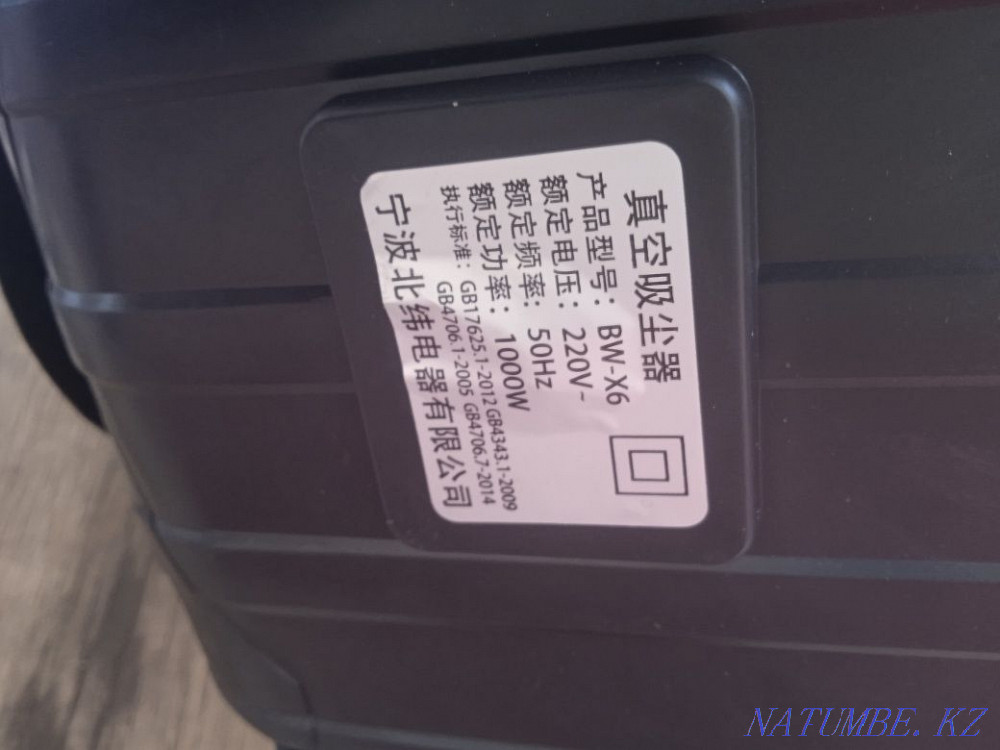 真空吸尘器
产品型号：BW-X6
额定电压：220V~
额定频率：50Hz
额定功率：1000W
执行标准：GB17625.1-2012 GB4343.1-2009
GB4706.1-2005 GB4706.7-2014
宁波北纬电器有限公司
NATUMBE.KZ